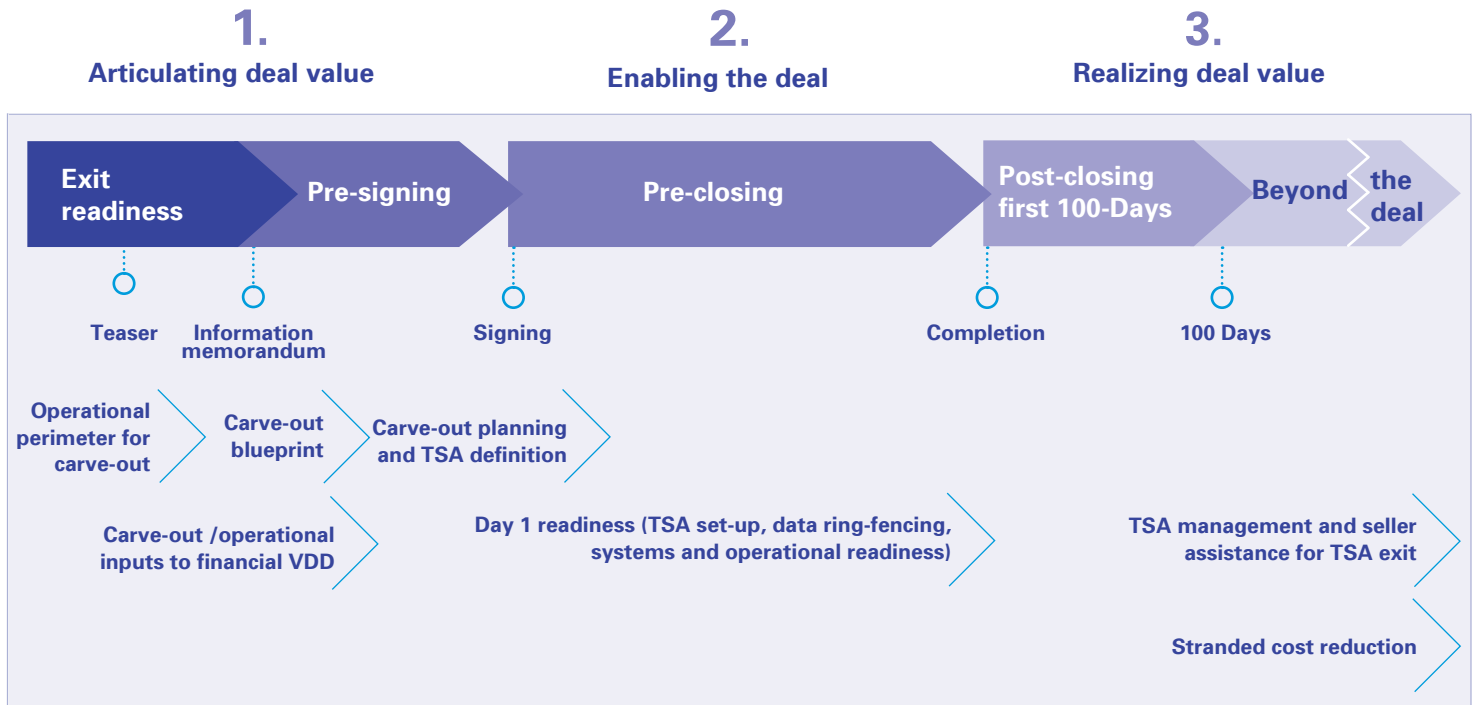 1.
Articulating deal value
2.
Enabling the deal
3.
Realizing deal value
Exit
readiness
Pre-signing
Pre-closing
Post-closing
first 100-Days
Beyond
the
deal
Teaser
Information
memorandum
Signing
Completion
100 Days
Operational
perimeter for
carve-out
Carve-out
blueprint
Carve-out planning
and TSA definition
Carve-out /operational
inputs to financial VDD
Day 1 readiness (TSA set-up, data ring-fencing,
systems and operational readiness)
TSA management and seller
assistance for TSA exit
Stranded cost reduction